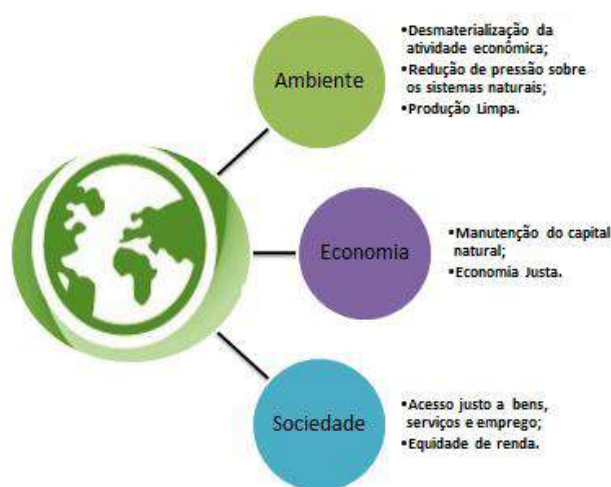 Ambiente
▪Desmaterialização da
atividade econômica;
▪Redução de pressão sobre
os sistemas naturais;
▪Produção Limpa.
Economia
▪Manutenção do capital
natural;
▪Economia Justa.
Sociedade
▪Acesso justo a bens,
serviços e emprego;
▪Equidade de renda.